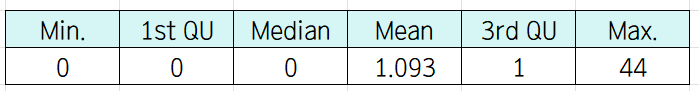 Min. 1st QU Median Mean 3rd QU Max.
0 0 0 1.093 1 44